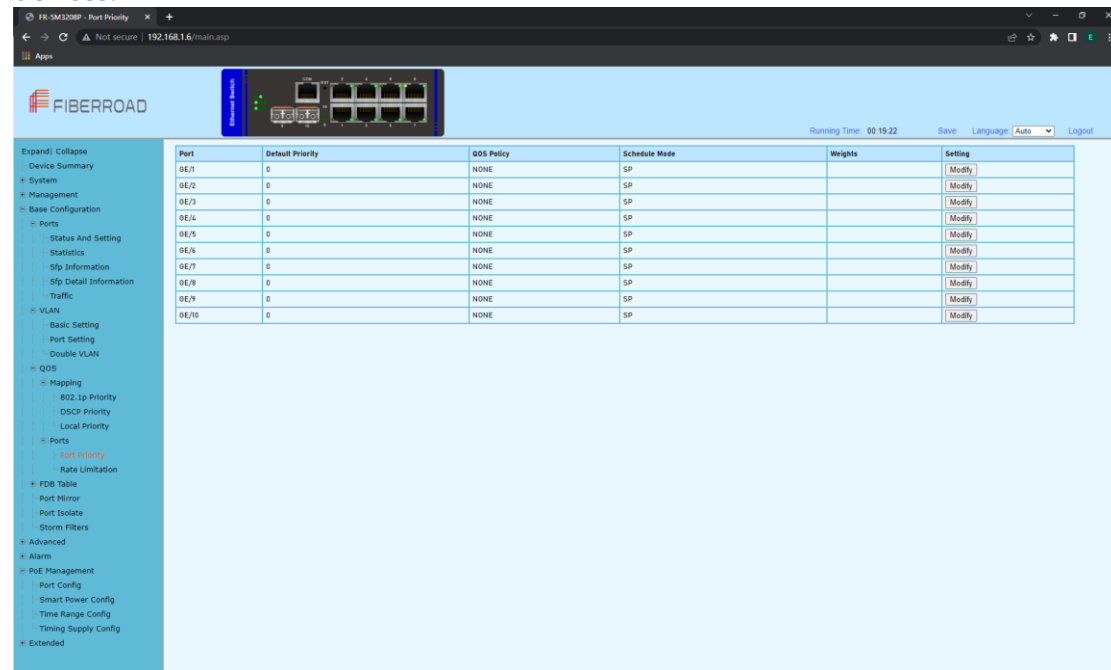 FR-5M3208P - Port Priority
Not secure | 192.168.1.6/main.asp
E
Apps
FIBERROAD
Ethernet Switch
CON
EXT
Running Time: 00:19:22 Save Language: Auto Logout
Expand| Collapse
Device Summary
System
Management
Base Configuration
Ports
Status And Setting
Statistics
Sfp Information
Sfp Detail Information
Traffic
VLAN
Basic Setting
Port Setting
Double VLAN
QOS
Mapping
802.1p Priority
DSCP Priority
Local Priority
Ports
Port Priority
Rate Limitation
FDB Table
Port Mirror
Port Isolate
Storm Filters
Advanced
Alarm
PoE Management
Port Config
Smart Power Config
Time Range Config
Timing Supply Config
Extended
Port Default Priority QOS Policy Schedule Mode Weights Setting
GE/1 0 NONE SP Modify
GE/2 0 NONE SP Modify
GE/3 0 NONE SP Modify
GE/4 0 NONE SP Modify
GE/5 0 NONE SP Modify
GE/6 0 NONE SP Modify
GE/7 0 NONE SP Modify
GE/8 0 NONE SP Modify
GE/9 0 NONE SP Modify
GE/10 0 NONE SP Modify